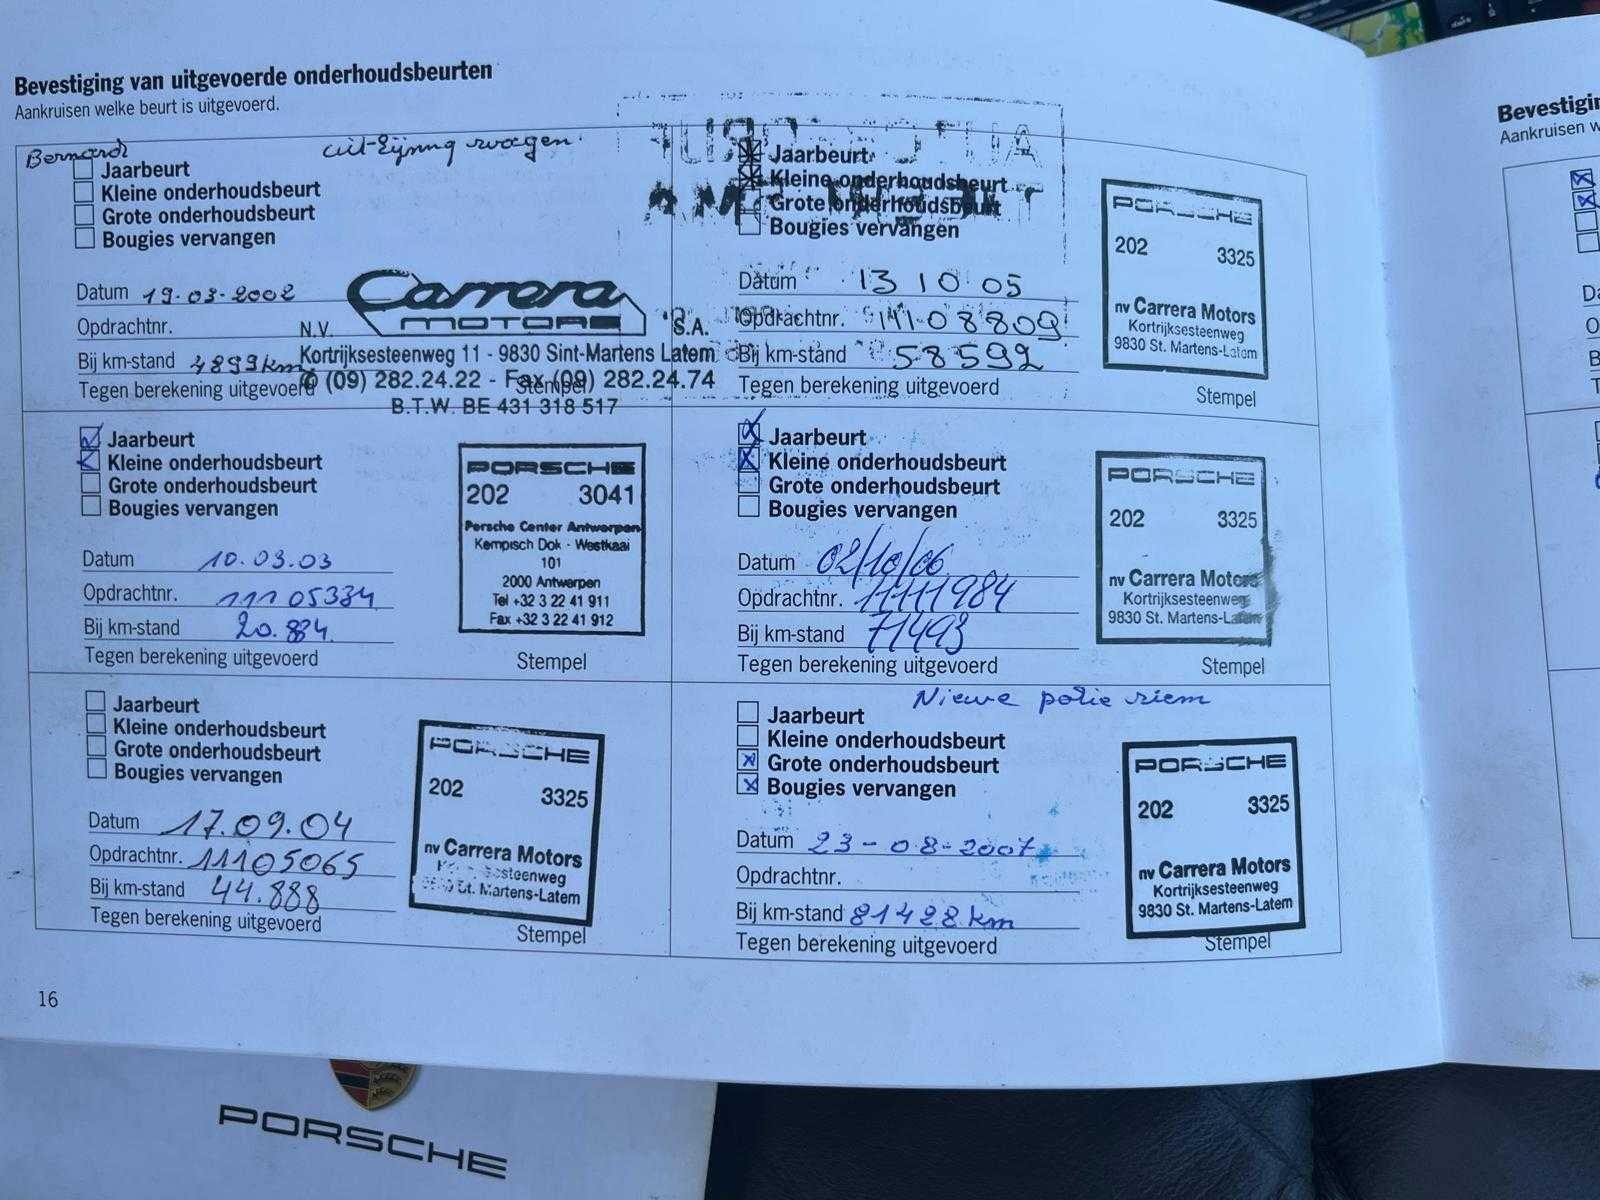 Bevestiging van uitgevoerde onderhoudsbeurten
Aankruisen welke beurt is uitgevoerd.
uit-lijning wagen
Jaarbeurt
Kleine onderhoudsbeurt
Grote onderhoudsbeurt
Bougies vervangen
Datum 19-03-2002
Opdrachtnr.
Bij km-stand 4899 km
Tegen berekening uitgevoerd
Stempel
Carrera
MOTORS
N.V. S.A.
Kortrijksesteenweg 11 - 9830 Sint-Martens Latem
(09) 282.24.22 - Fax (09) 282.24.74
B.T.W. BE 431 318 517
Jaarbeurt
Kleine onderhoudsbeurt
Grote onderhoudsbeurt
Bougies vervangen
Datum 13 10 05
Opdrachtnr. 11108809
Bij km-stand 58592
Tegen berekening uitgevoerd
PORSCHE
202 3325
nv Carrera Motors
Kortrijksesteenweg
9830 St. Martens-Latem
Stempel
Jaarbeurt
Kleine onderhoudsbeurt
Grote onderhoudsbeurt
Bougies vervangen
Datum 10.03.03
Opdrachtnr. 11105334
Bij km-stand 20.884
Tegen berekening uitgevoerd
PORSCHE
202 3041
Porsche Center Antwerpen
Kempisch Dok - Westkaai
101
2000 Antwerpen
Tel +32 3 22 41 911
Fax +32 3 22 41 912
Stempel
Jaarbeurt
Kleine onderhoudsbeurt
Grote onderhoudsbeurt
Bougies vervangen
Datum 02/10/06
Opdrachtnr. 11111984
Bij km-stand 71493
Tegen berekening uitgevoerd
PORSCHE
202 3325
nv Carrera Motors
Kortrijksesteenweg
9830 St. Martens-Latem
Stempel
Jaarbeurt
Kleine onderhoudsbeurt
Grote onderhoudsbeurt
Bougies vervangen
Datum 17.09.04
Opdrachtnr. 11105065
Bij km-stand 44.888
Tegen berekening uitgevoerd
PORSCHE
202 3325
nv Carrera Motors
Kortrijksesteenweg
9830 St. Martens-Latem
Stempel
Nieuwe polie riem
Jaarbeurt
Kleine onderhoudsbeurt
Grote onderhoudsbeurt
Bougies vervangen
Datum 23-08-2007
Opdrachtnr.
Bij km-stand 81428 km
Tegen berekening uitgevoerd
PORSCHE
202 3325
nv Carrera Motors
Kortrijksesteenweg
9830 St. Martens-Latem
Stempel
16
PORSCHE